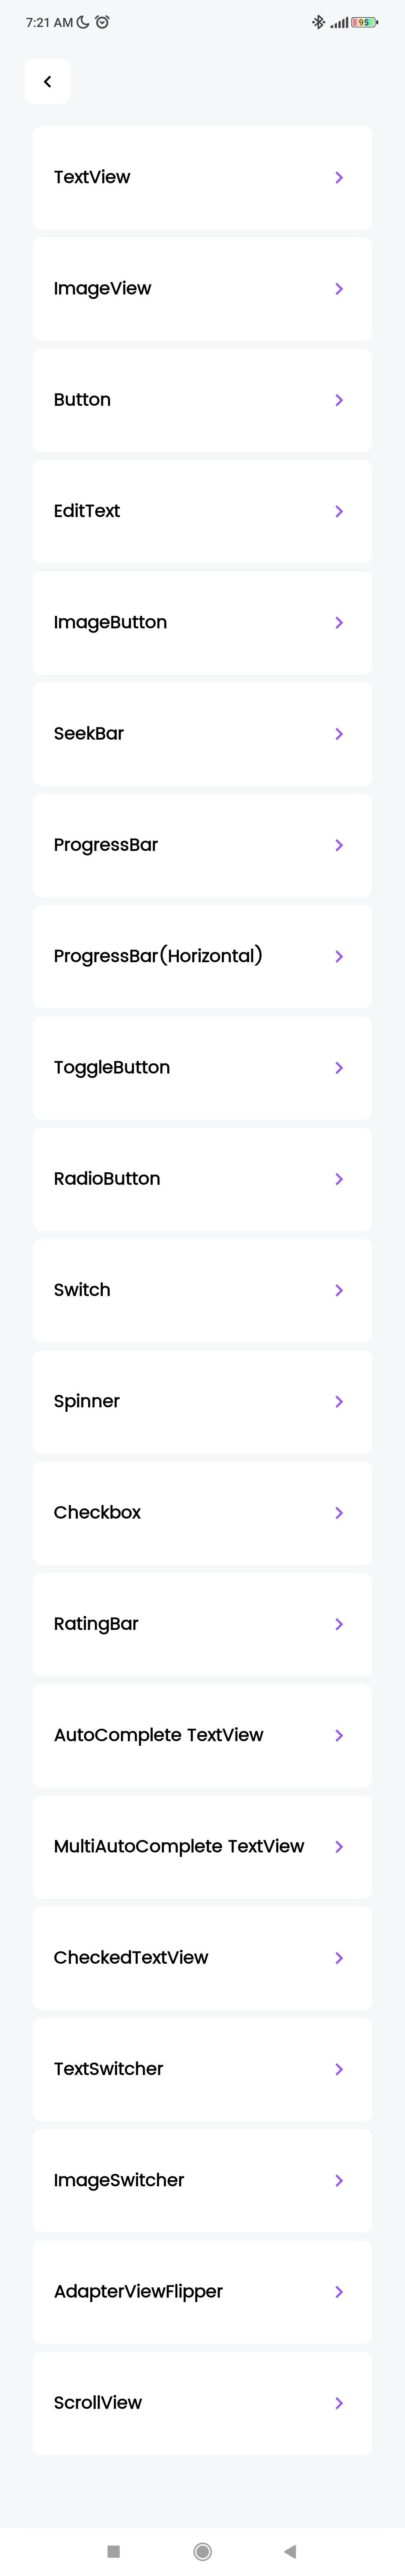 7:21 AM
95
TextView
ImageView
Button
EditText
ImageButton
SeekBar
ProgressBar
ProgressBar(Horizontal)
ToggleButton
RadioButton
Switch
Spinner
Checkbox
RatingBar
AutoComplete TextView
MultiAutoComplete TextView
CheckedTextView
TextSwitcher
ImageSwitcher
AdapterViewFlipper
ScrollView